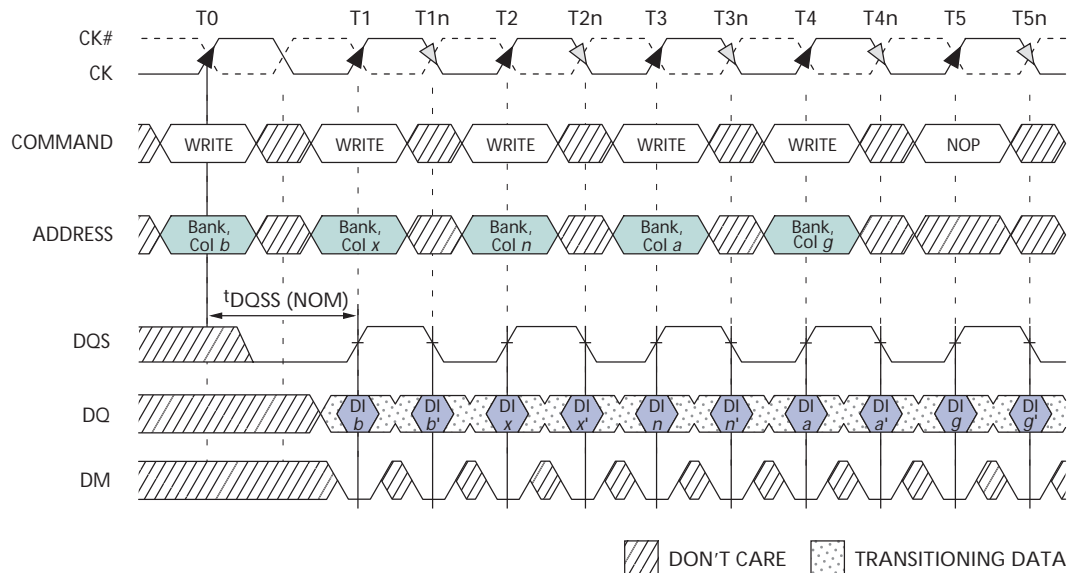 T0 T1 T1n T2 T2n T3 T3n T4 T4n T5 T5n
CK#
CK
COMMAND WRITE WRITE WRITE WRITE WRITE NOP
ADDRESS Bank, Col b Bank, Col x Bank, Col n Bank, Col a Bank, Col g
tDQSS (NOM)
DQS
DQ DI b DI b' DI x DI x' DI n DI n' DI a DI a' DI g DI g'
DM
DON'T CARE TRANSITIONING DATA